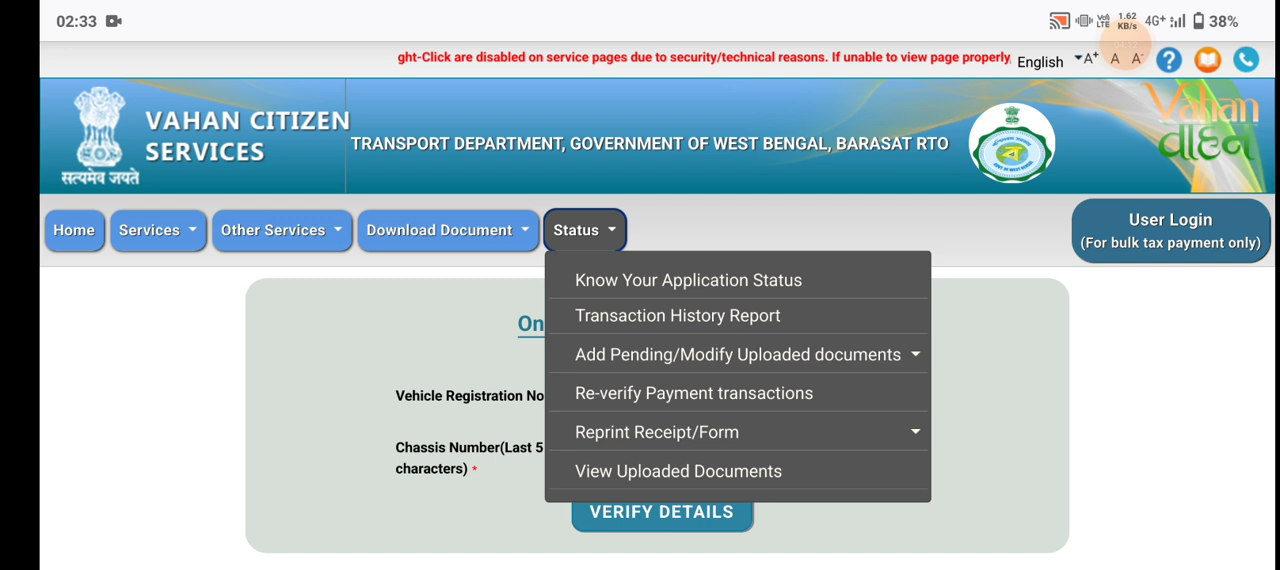 02:33
Vo) LTE 1.62 KB/s 4G+ 38%
ght-Click are disabled on service pages due to security/technical reasons. If unable to view page properly, English A+ A A- ?
VAHAN CITIZEN
SERVICES
सत्यमेव जयते
TRANSPORT DEPARTMENT, GOVERNMENT OF WEST BENGAL, BARASAT RTO
Vahan
वाहन
Home Services Other Services Download Document Status
User Login
(For bulk tax payment only)
Know Your Application Status
Transaction History Report
Add Pending/Modify Uploaded documents
Re-verify Payment transactions
Reprint Receipt/Form
View Uploaded Documents
On
Vehicle Registration No
Chassis Number(Last 5
characters) *
VERIFY DETAILS